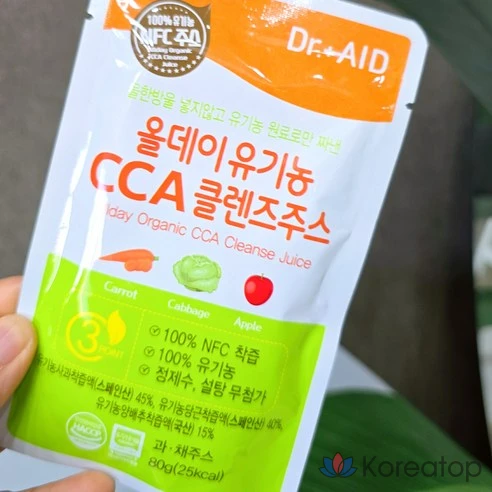 100% 유기농
NFC 주스
Allday Organic
CCA Cleanse
Juice
Dr.+AID
물한방울 넣지않고 유기농 원료로만 짜낸
올데이유기농
CCA 클렌즈주스
lday Organic CCA Cleanse Juice
Carrot
Cabbage
Apple
3
POINT
100% NFC 착즙
100% 유기농
정제수, 설탕 무첨가
유기농사과착즙액(스페인산) 45%, 유기농당근착즙액(스페인산) 40%,
유기농양배추착즙액(국산) 15%
HACCP
과·채주스
80g(25kcal)
Koreatop